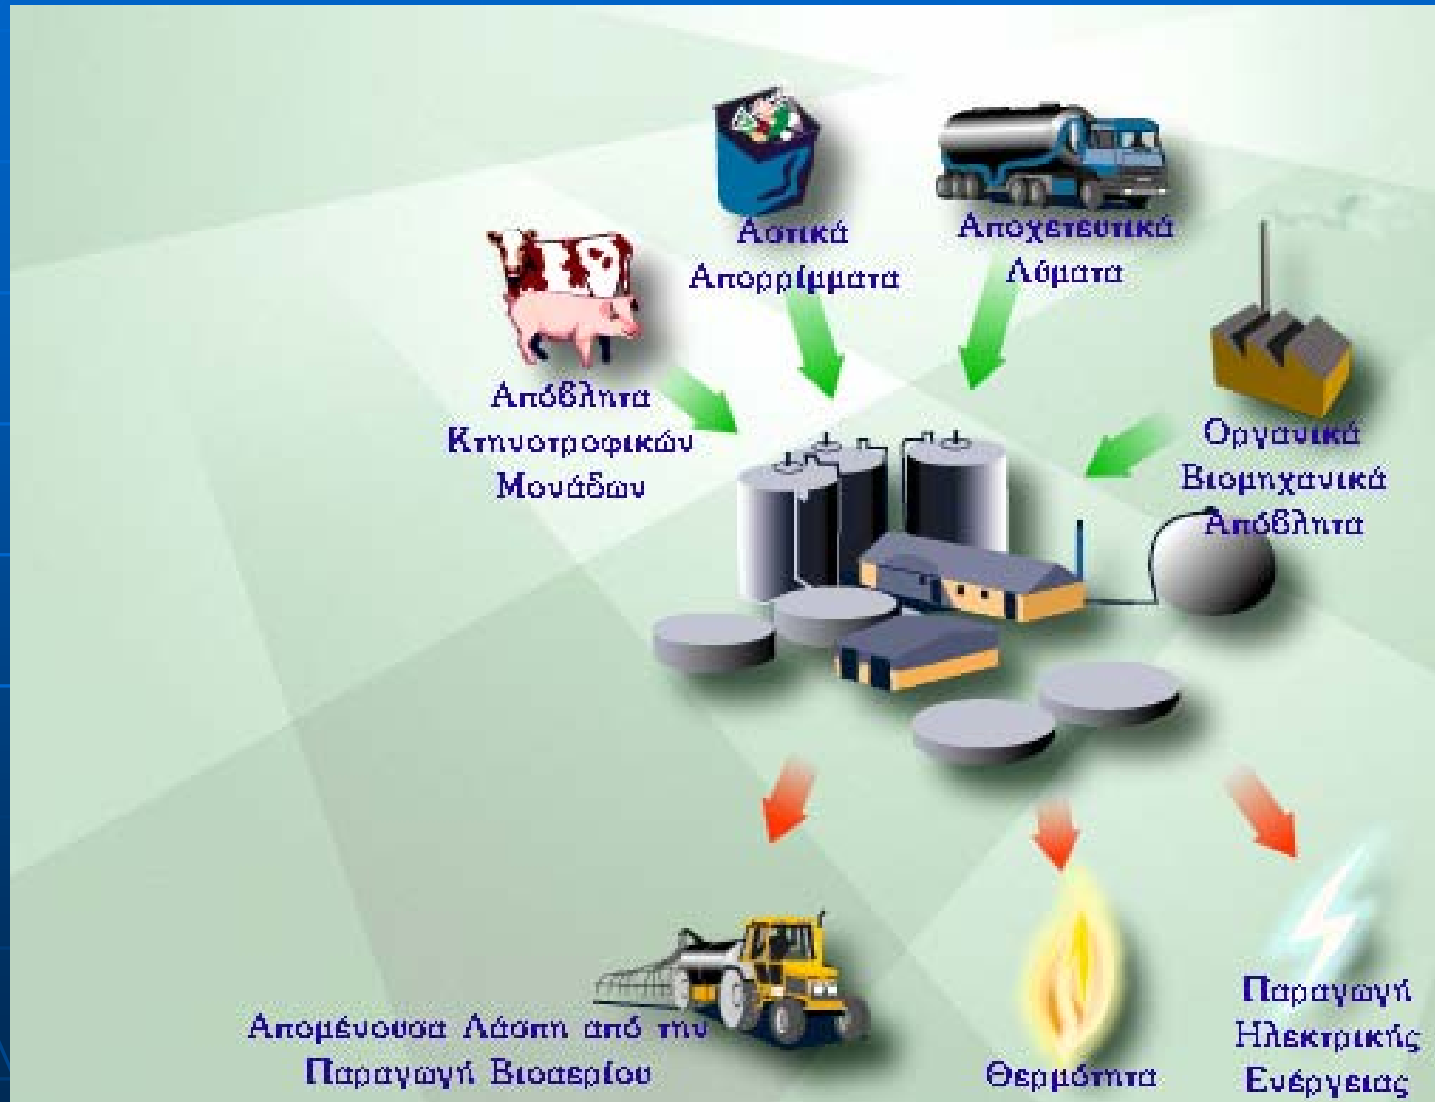 Αστικά
Απορρίμματα
Αποχετευτικά
Λύματα
Απόβλητα
Κτηνοτροφικών
Μονάδων
Οργανικά
Βιομηχανικά
Απόβλητα
Απομένουσα Λάσπη από την
Παραγωγή Βιοαερίου
Θερμότητα
Παραγωγή
Ηλεκτρικής
Ενέργειας